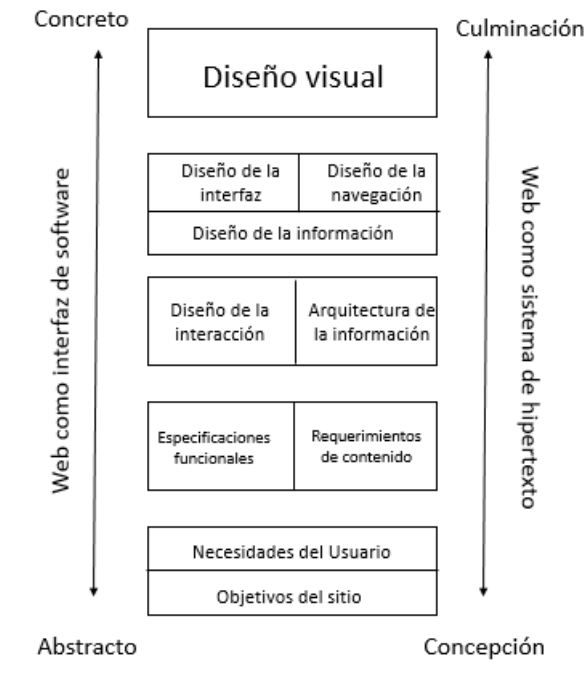 Concreto
Culminación
Diseño visual
Diseño de la
interfaz
Diseño de la
navegación
Diseño de la información
Diseño de la
interacción
Arquitectura de
la información
Especificaciones
funcionales
Requerimientos
de contenido
Necesidades del Usuario
Objetivos del sitio
Web como interfaz de software
Web como sistema de hipertexto
Abstracto
Concepción